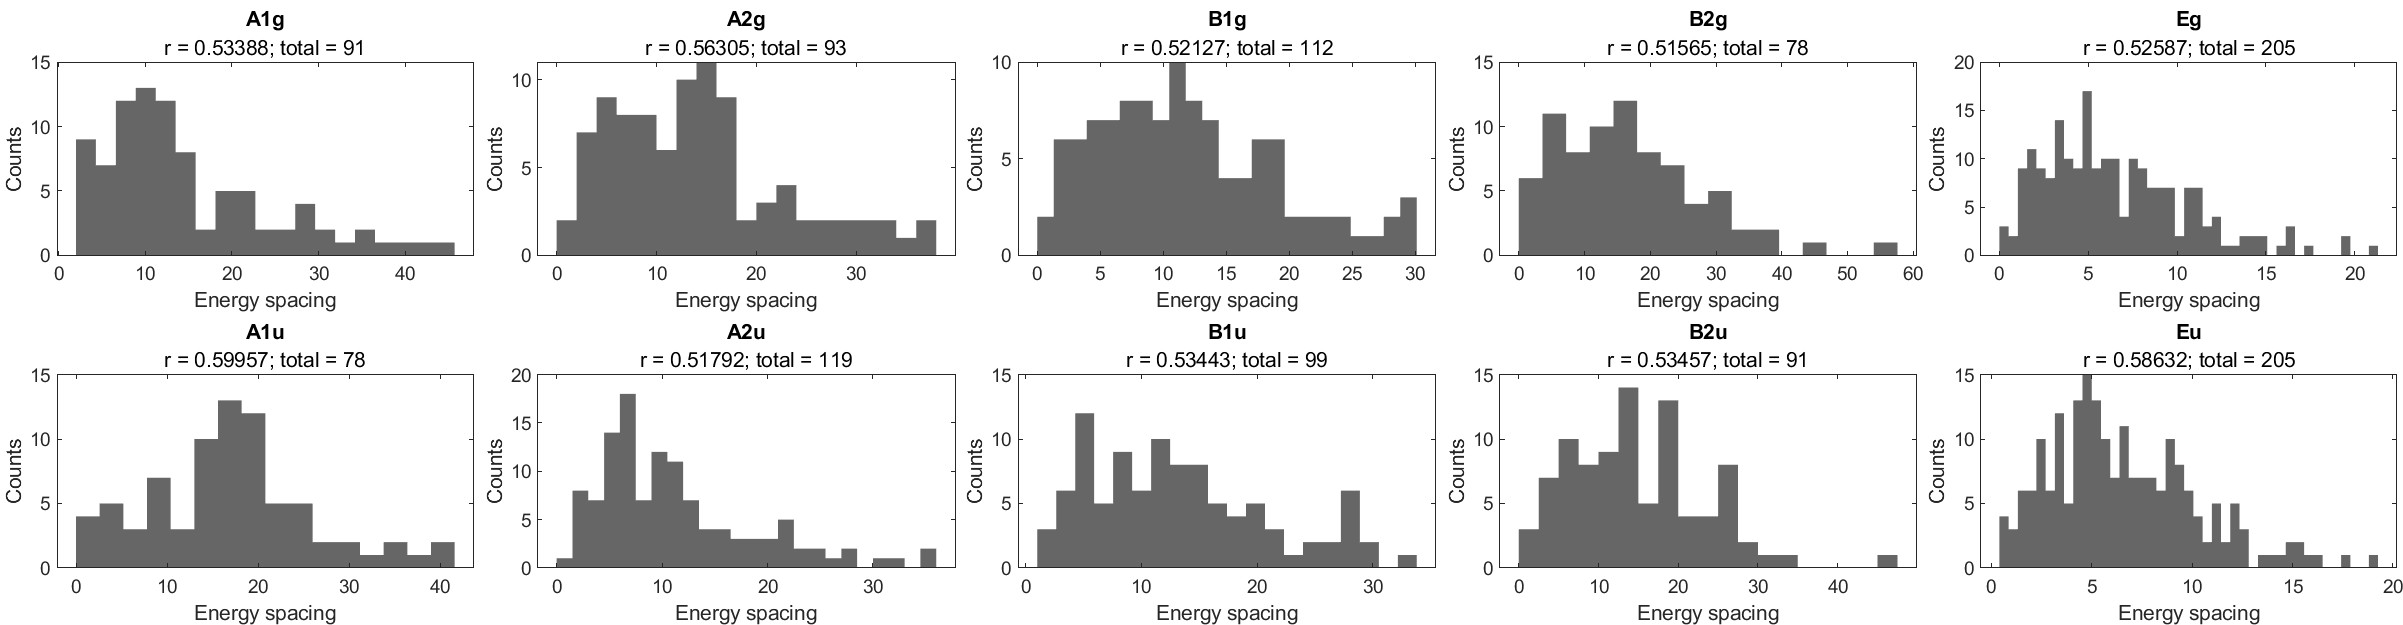 A1g
r = 0.53388; total = 91
15
10
5
0
Counts
0 10 20 30 40
Energy spacing
A2g
r = 0.56305; total = 93
10
5
0
Counts
0 10 20 30
Energy spacing
B1g
r = 0.52127; total = 112
10
5
0
Counts
0 5 10 15 20 25 30
Energy spacing
B2g
r = 0.51565; total = 78
15
10
5
0
Counts
0 10 20 30 40 50 60
Energy spacing
Eg
r = 0.52587; total = 205
20
15
10
5
0
Counts
0 5 10 15 20
Energy spacing
A1u
r = 0.59957; total = 78
15
10
5
0
Counts
0 10 20 30 40
Energy spacing
A2u
r = 0.51792; total = 119
20
15
10
5
0
Counts
0 10 20 30
Energy spacing
B1u
r = 0.53443; total = 99
15
10
5
0
Counts
0 10 20 30
Energy spacing
B2u
r = 0.53457; total = 91
15
10
5
0
Counts
0 10 20 30 40
Energy spacing
Eu
r = 0.58632; total = 205
15
10
5
0
Counts
0 5 10 15 20
Energy spacing